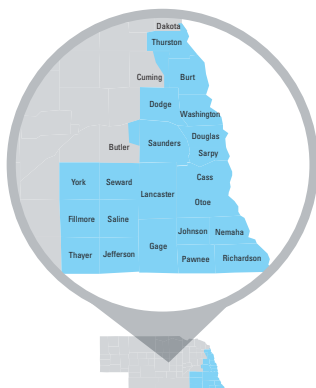 Dakota
Thurston
Cuming Burt
Dodge
Washington
Butler Saunders Douglas
Sarpy
York Seward Lancaster Cass
Otoe
Fillmore Saline Johnson Nemaha
Thayer Jefferson Gage Pawnee Richardson